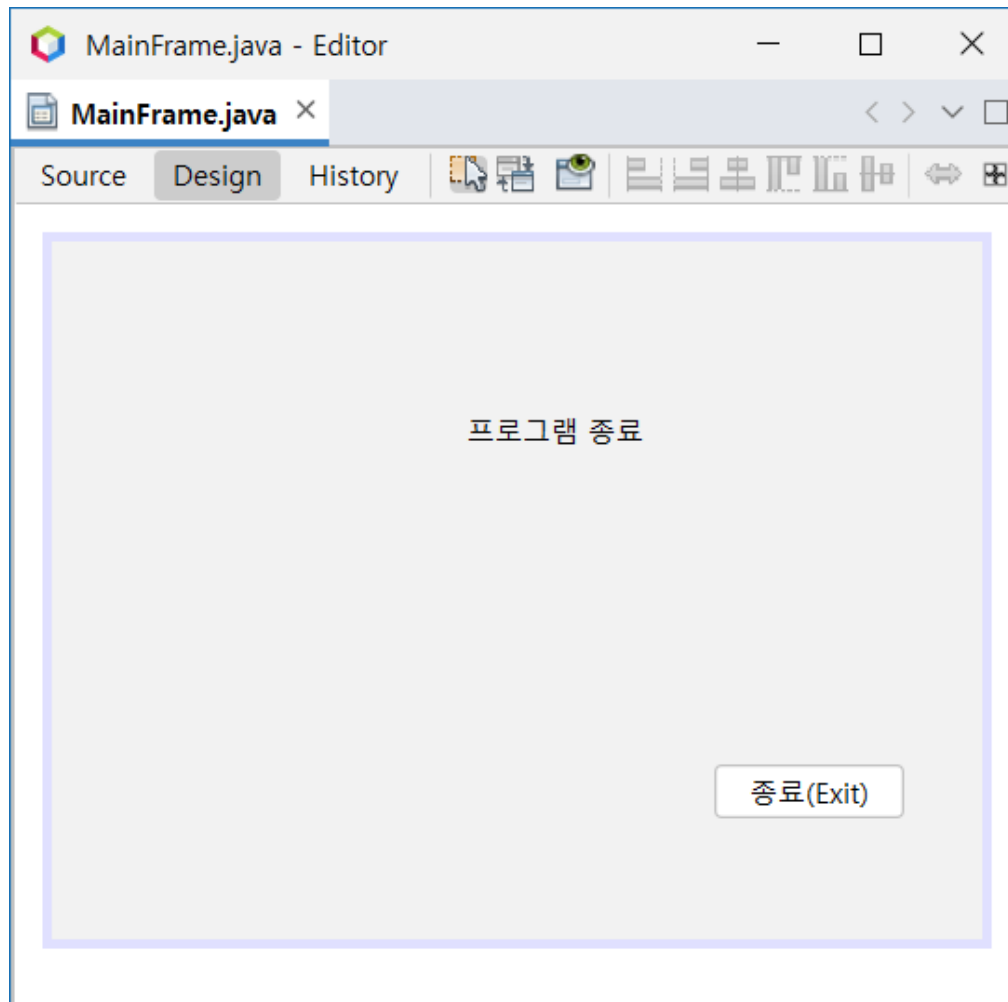 MainFrame.java - Editor
MainFrame.java
Source Design History
프로그램 종료
종료(Exit)